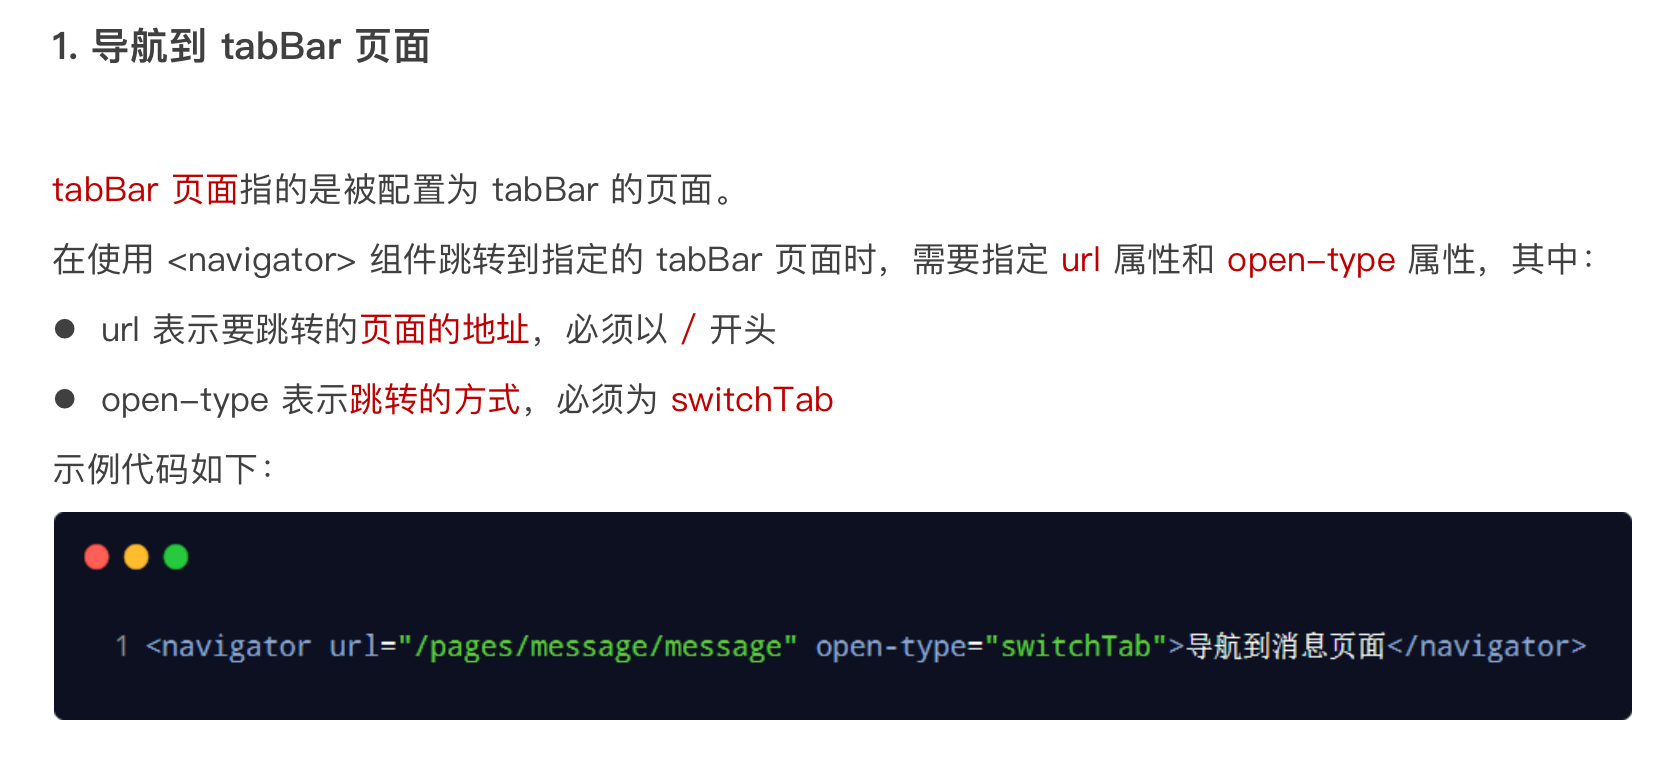 1. 导航到 tabBar 页面
tabBar 页面指的是被配置为 tabBar 的页面。
在使用 <navigator> 组件跳转到指定的 tabBar 页面时，需要指定 url 属性和 open-type 属性，其中：
● url 表示要跳转的页面的地址，必须以 / 开头
● open-type 表示跳转的方式，必须为 switchTab
示例代码如下：
1 <navigator url="/pages/message/message" open-type="switchTab">导航到消息页面</navigator>